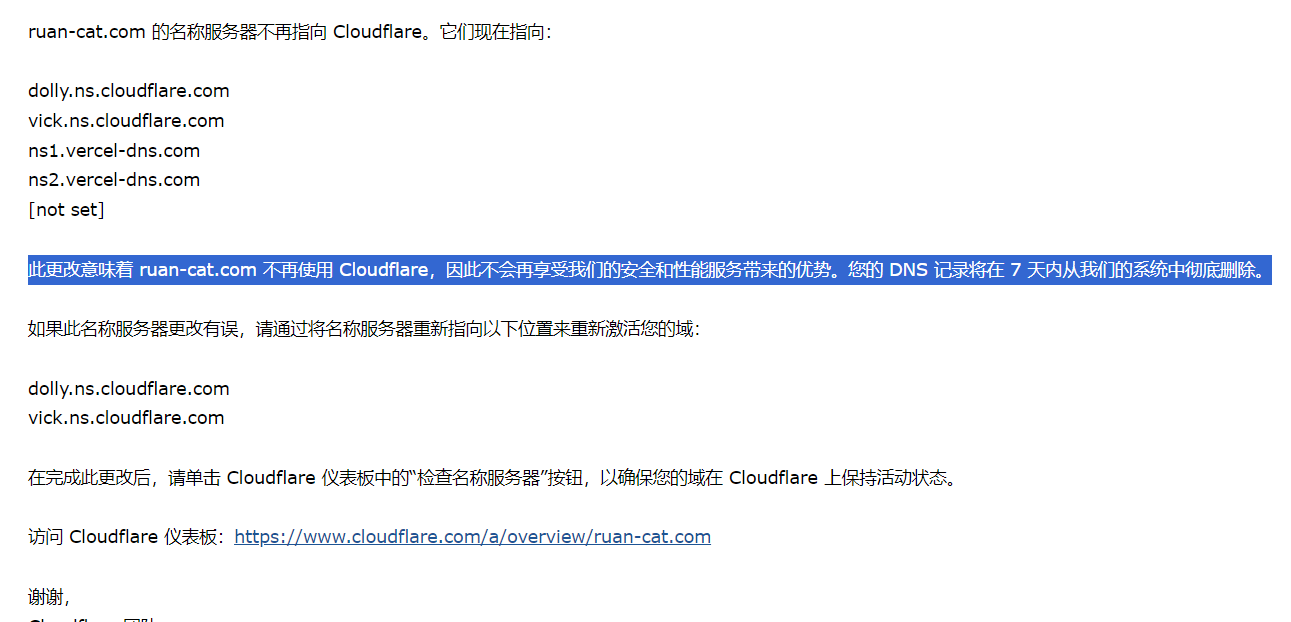 ruan-cat.com 的名称服务器不再指向 Cloudflare。它们现在指向：
dolly.ns.cloudflare.com
vick.ns.cloudflare.com
ns1.vercel-dns.com
ns2.vercel-dns.com
[not set]
此更改意味着 ruan-cat.com 不再使用 Cloudflare，因此不会再享受我们的安全和性能服务带来的优势。您的 DNS 记录将在 7 天内从我们的系统中彻底删除。
如果此名称服务器更改有误，请通过将名称服务器重新指向以下位置来重新激活您的域：
dolly.ns.cloudflare.com
vick.ns.cloudflare.com
在完成此更改后，请单击 Cloudflare 仪表板中的“检查名称服务器”按钮，以确保您的域在 Cloudflare 上保持活动状态。
访问 Cloudflare 仪表板：https://www.cloudflare.com/a/overview/ruan-cat.com
谢谢，